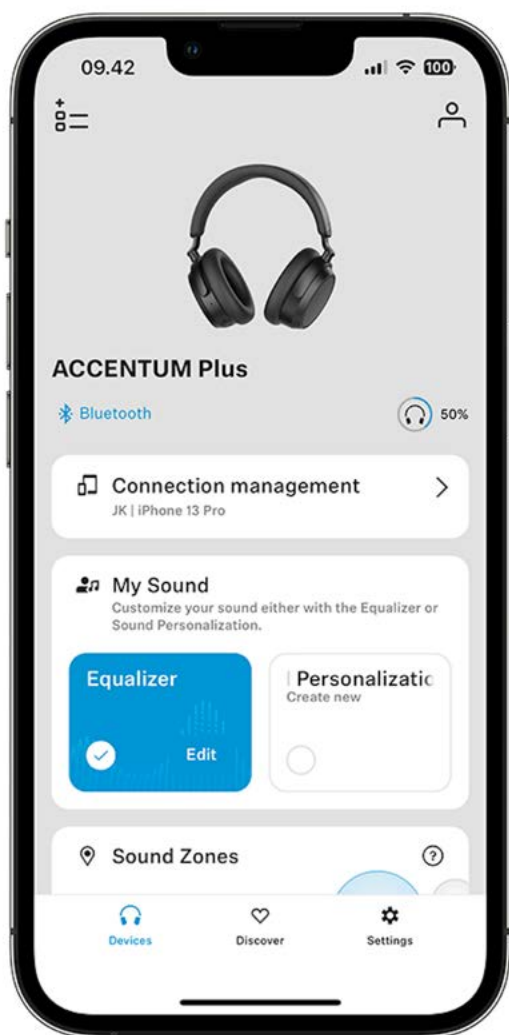 09.42
100
ACCENTUM Plus
Bluetooth
50%
Connection management
JK | iPhone 13 Pro
My Sound
Customize your sound either with the Equalizer or
Sound Personalization.
Equalizer
Edit
Personalizatic
Create new
Sound Zones
?
Devices
Discover
Settings